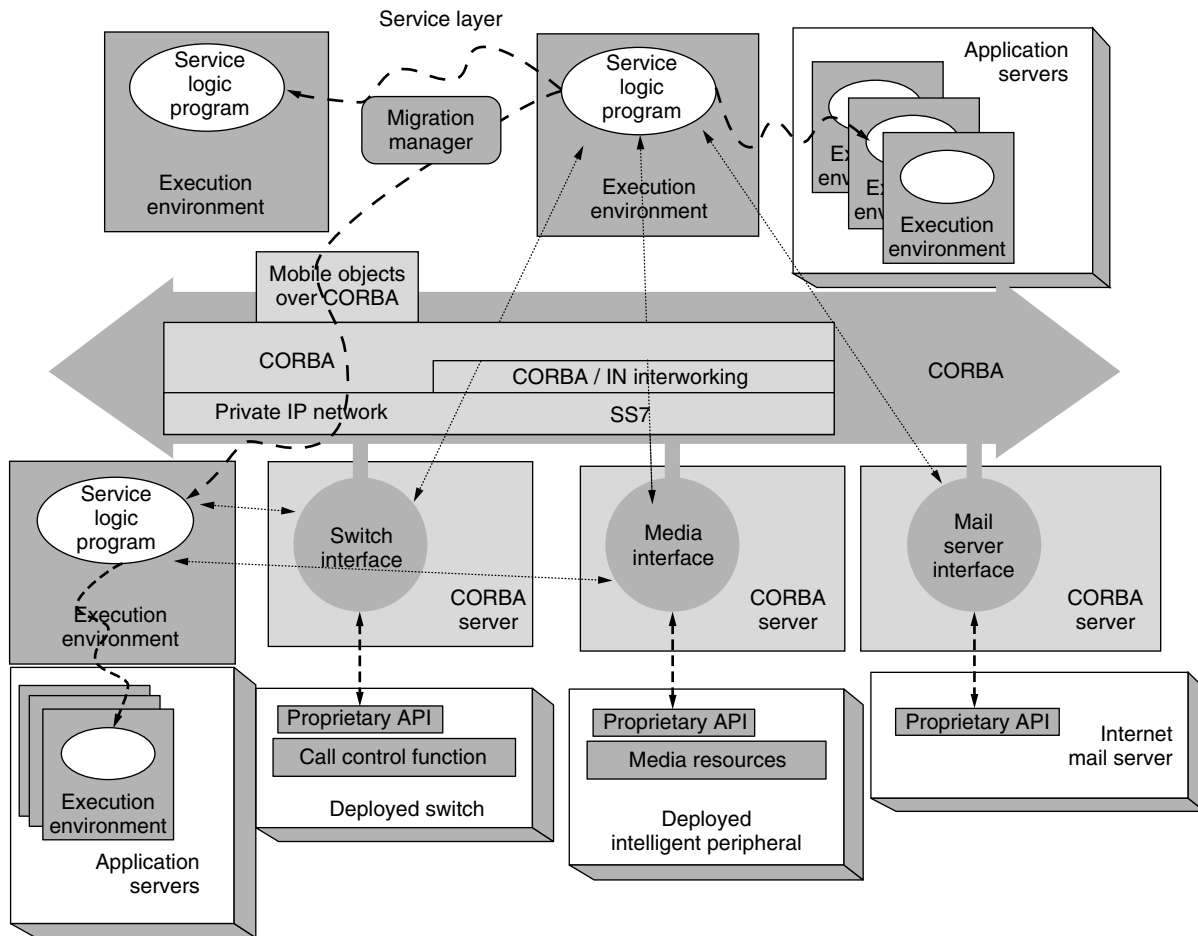 Service layer
Service
logic
program
Execution
environment
Migration
manager
Service
logic
program
Execution
environment
Application
servers
Execution
environment
Mobile objects
over CORBA
CORBA
CORBA / IN interworking
Private IP network
SS7
CORBA
Service
logic
program
Execution
environment
Switch
interface
CORBA
server
Media
interface
CORBA
server
Mail
server
interface
CORBA
server
Execution
environment
Application
servers
Proprietary API
Call control function
Deployed switch
Proprietary API
Media resources
Deployed
intelligent peripheral
Proprietary API
Internet
mail server